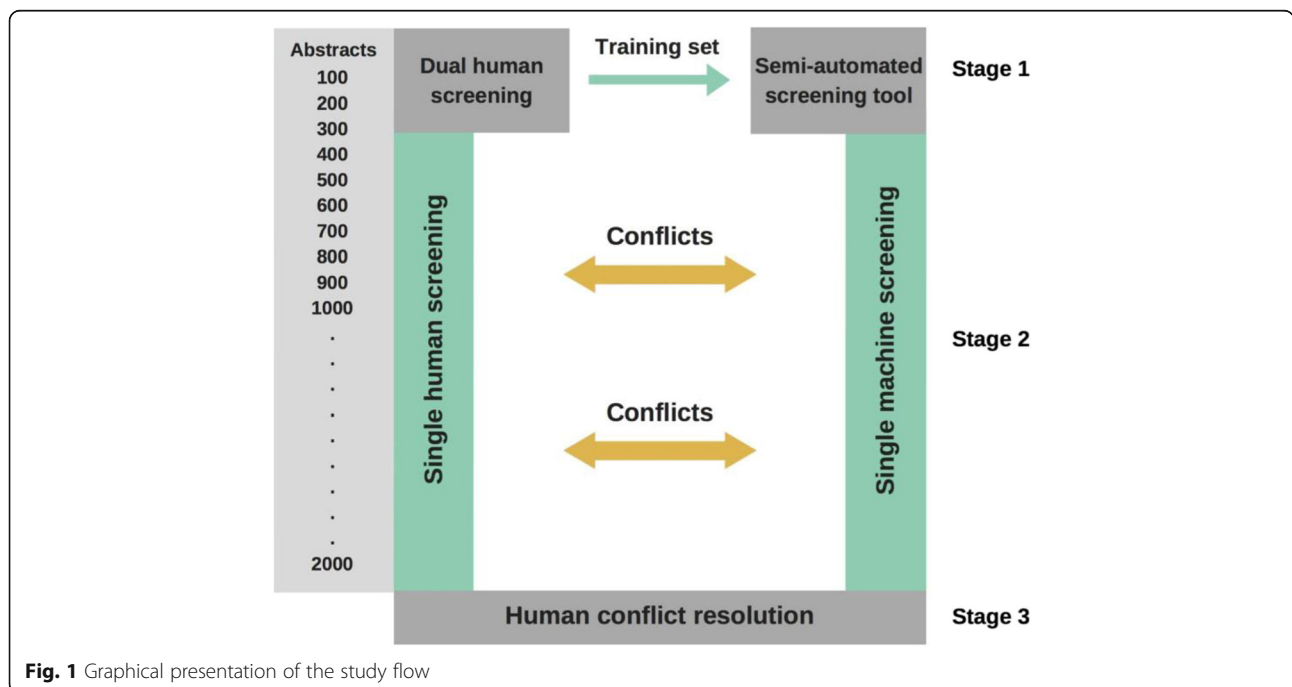 Abstracts
100
200
300
400
500
600
700
800
900
1000
.
.
.
.
.
.
.
.
.
2000
Dual human
screening
Training set
Semi-automated
screening tool
Stage 1
Single human screening
Conflicts
Conflicts
Single machine screening
Stage 2
Human conflict resolution
Stage 3
Fig. 1 Graphical presentation of the study flow